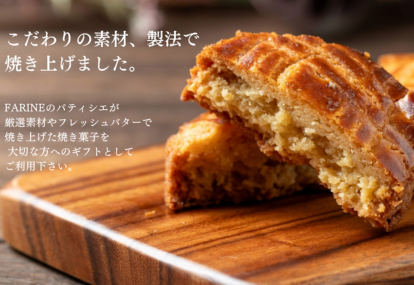 こだわりの素材、製法で
焼き上げました。
FARINEのパティシエが
厳選素材やフレッシュバターで
焼き上げた焼き菓子を
大切な方へのギフトとして
ご利用下さい。